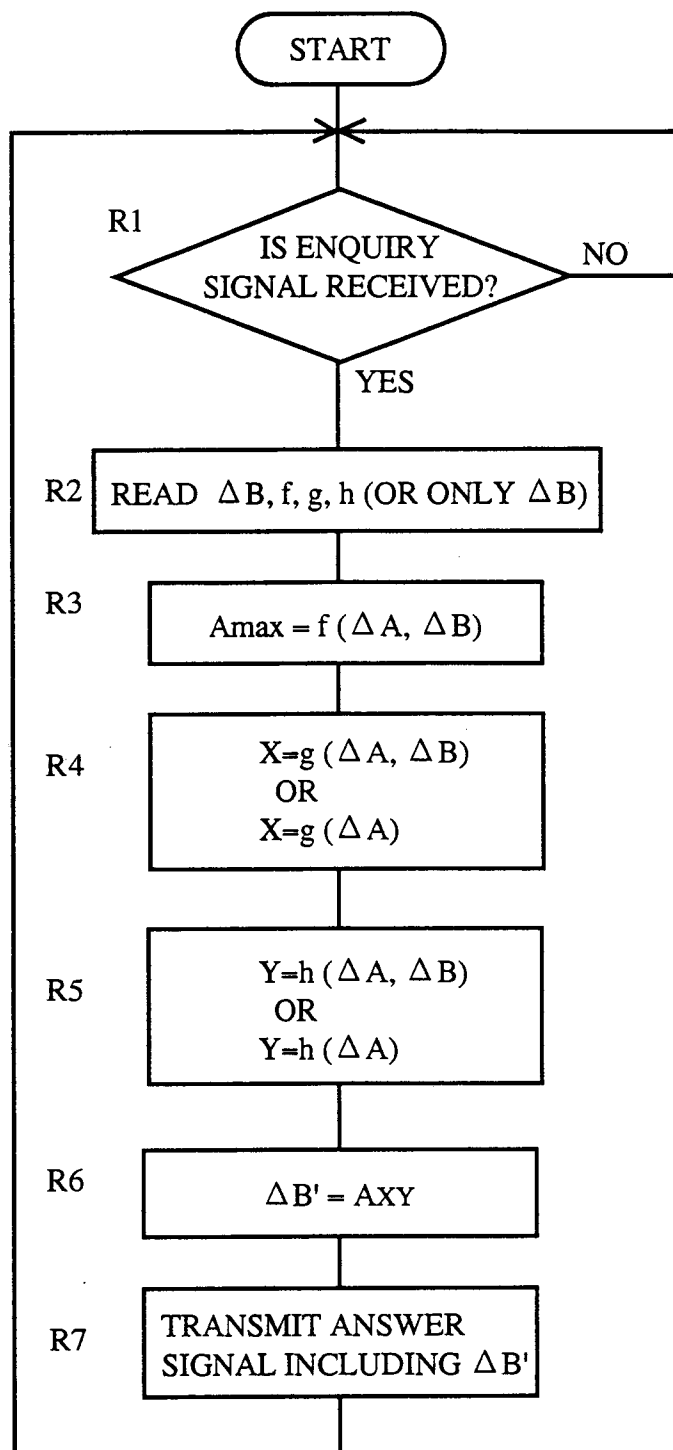 START
R1
IS ENQUIRY
SIGNAL RECEIVED?
NO
YES
R2
READ ΔB, f, g, h (OR ONLY ΔB)
R3
Amax = f (ΔA, ΔB)
R4
X=g (ΔA, ΔB)
OR
X=g (ΔA)
R5
Y=h (ΔA, ΔB)
OR
Y=h (ΔA)
R6
ΔB' = AXY
R7
TRANSMIT ANSWER
SIGNAL INCLUDING ΔB'